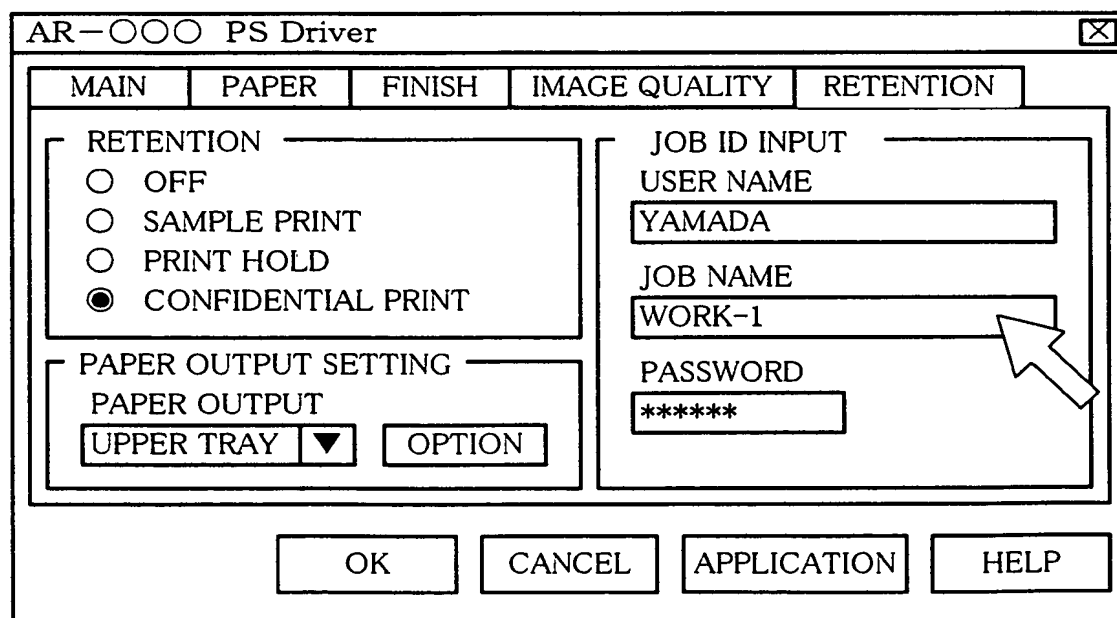 AR-○○○ PS Driver
MAIN PAPER FINISH IMAGE QUALITY RETENTION
RETENTION
OFF
SAMPLE PRINT
PRINT HOLD
CONFIDENTIAL PRINT
PAPER OUTPUT SETTING
PAPER OUTPUT
UPPER TRAY OPTION
JOB ID INPUT
USER NAME
YAMADA
JOB NAME
WORK-1
PASSWORD
******
OK CANCEL APPLICATION HELP